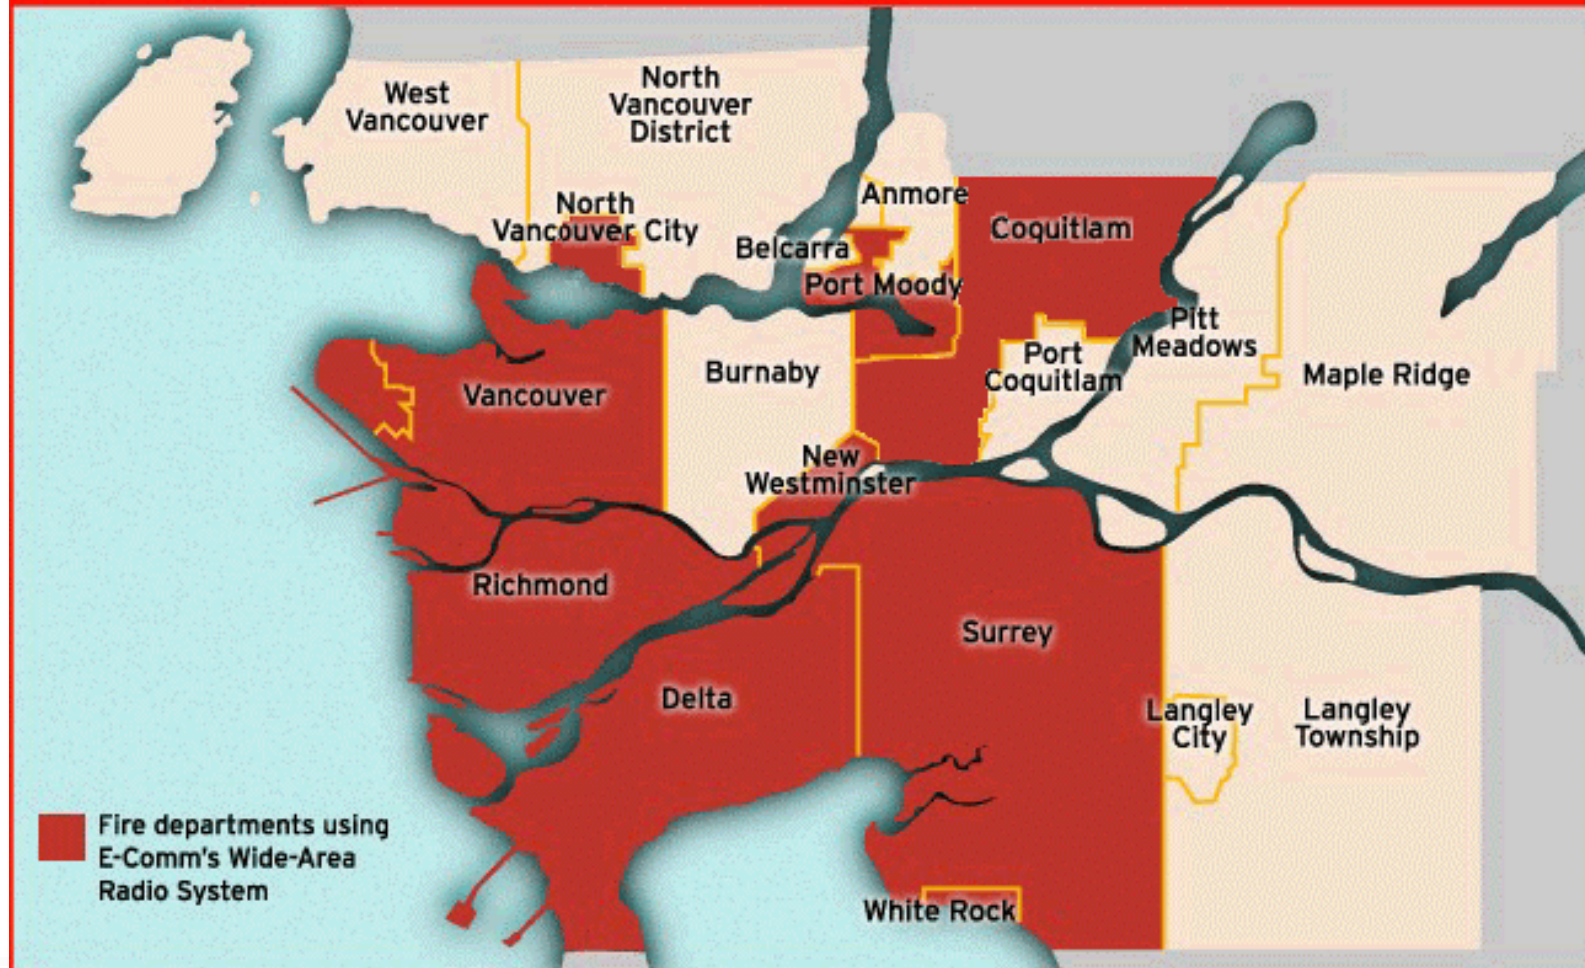 West
Vancouver
North
Vancouver
District
North
Vancouver City
Anmore
Belcarra
Port Moody
Coquitlam
Pitt
Meadows
Port
Coquitlam
Maple Ridge
Burnaby
Vancouver
New
Westminster
Richmond
Surrey
Delta
Langley
City
Langley
Township
White Rock
Fire departments using
E-Comm's Wide-Area
Radio System